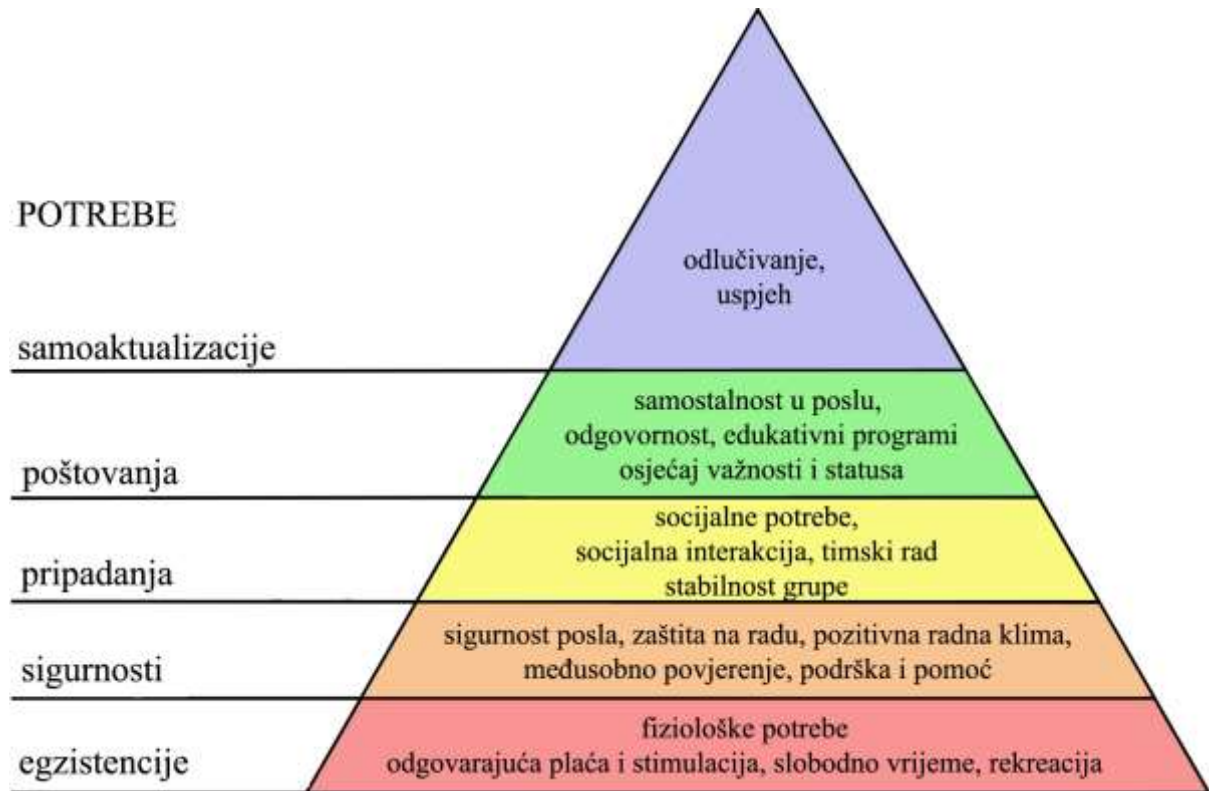 POTREBE
odlučivanje,
uspjeh
samoaktualizacije
samostalnost u poslu,
odgovornost, edukativni programi
osjećaj važnosti i statusa
poštovanja
socijalne potrebe,
socijalna interakcija, timski rad
stabilnost grupe
pripadanja
sigurnost posla, zaštita na radu, pozitivna radna klima,
međusobno povjerenje, podrška i pomoć
sigurnosti
fiziološke potrebe
odgovarajuća plaća i stimulacija, slobodno vrijeme, rekreacija
egzistencije